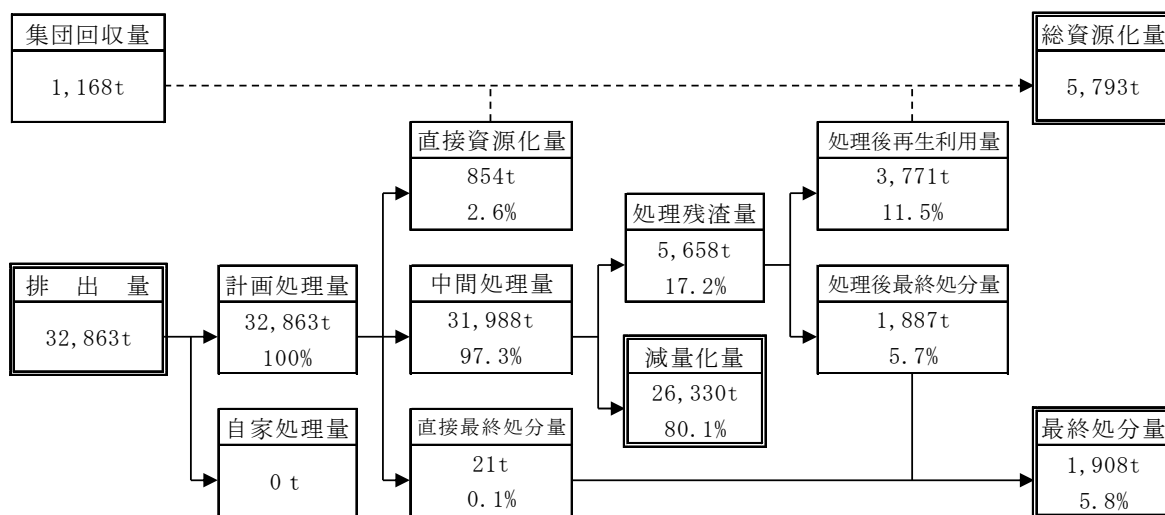 集団回収量
1,168t
総資源化量
5,793t
直接資源化量
854t
2.6%
処理後再生利用量
3,771t
11.5%
処理残渣量
5,658t
17.2%
排　出　量
32,863t
計画処理量
32,863t
100%
中間処理量
31,988t
97.3%
処理後最終処分量
1,887t
5.7%
減量化量
26,330t
80.1%
自家処理量
0 t
直接最終処分量
21t
0.1%
最終処分量
1,908t
5.8%